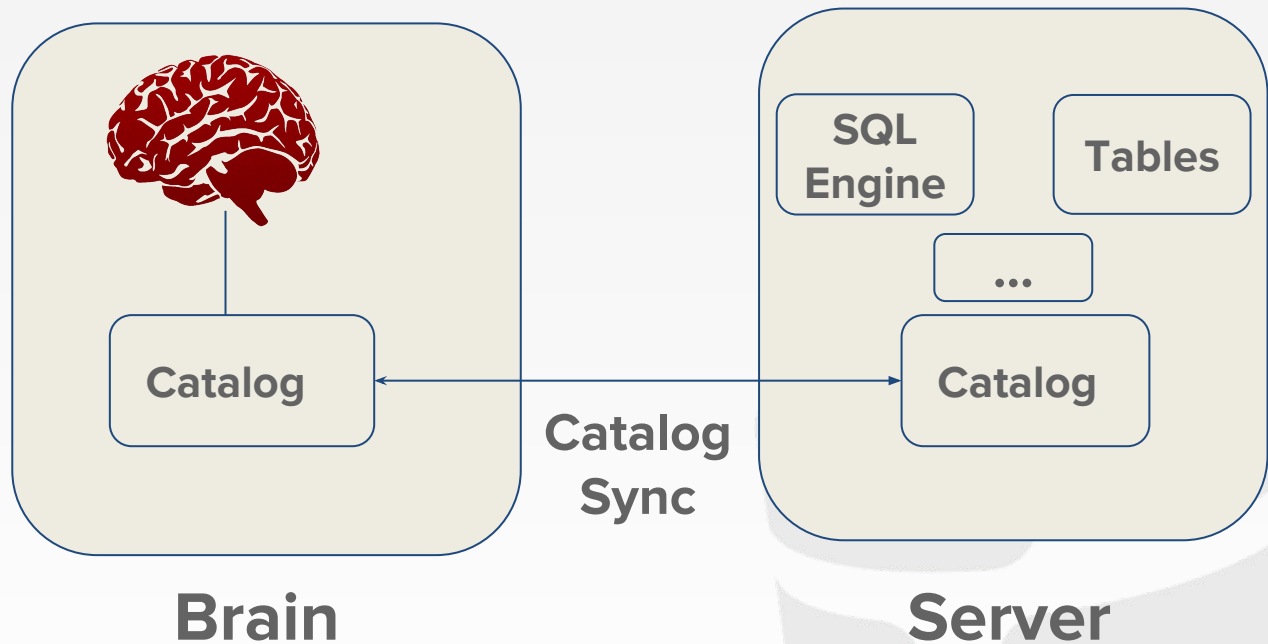 SQL
Engine
Tables
...
Catalog
Catalog
Catalog
Sync
Brain
Server